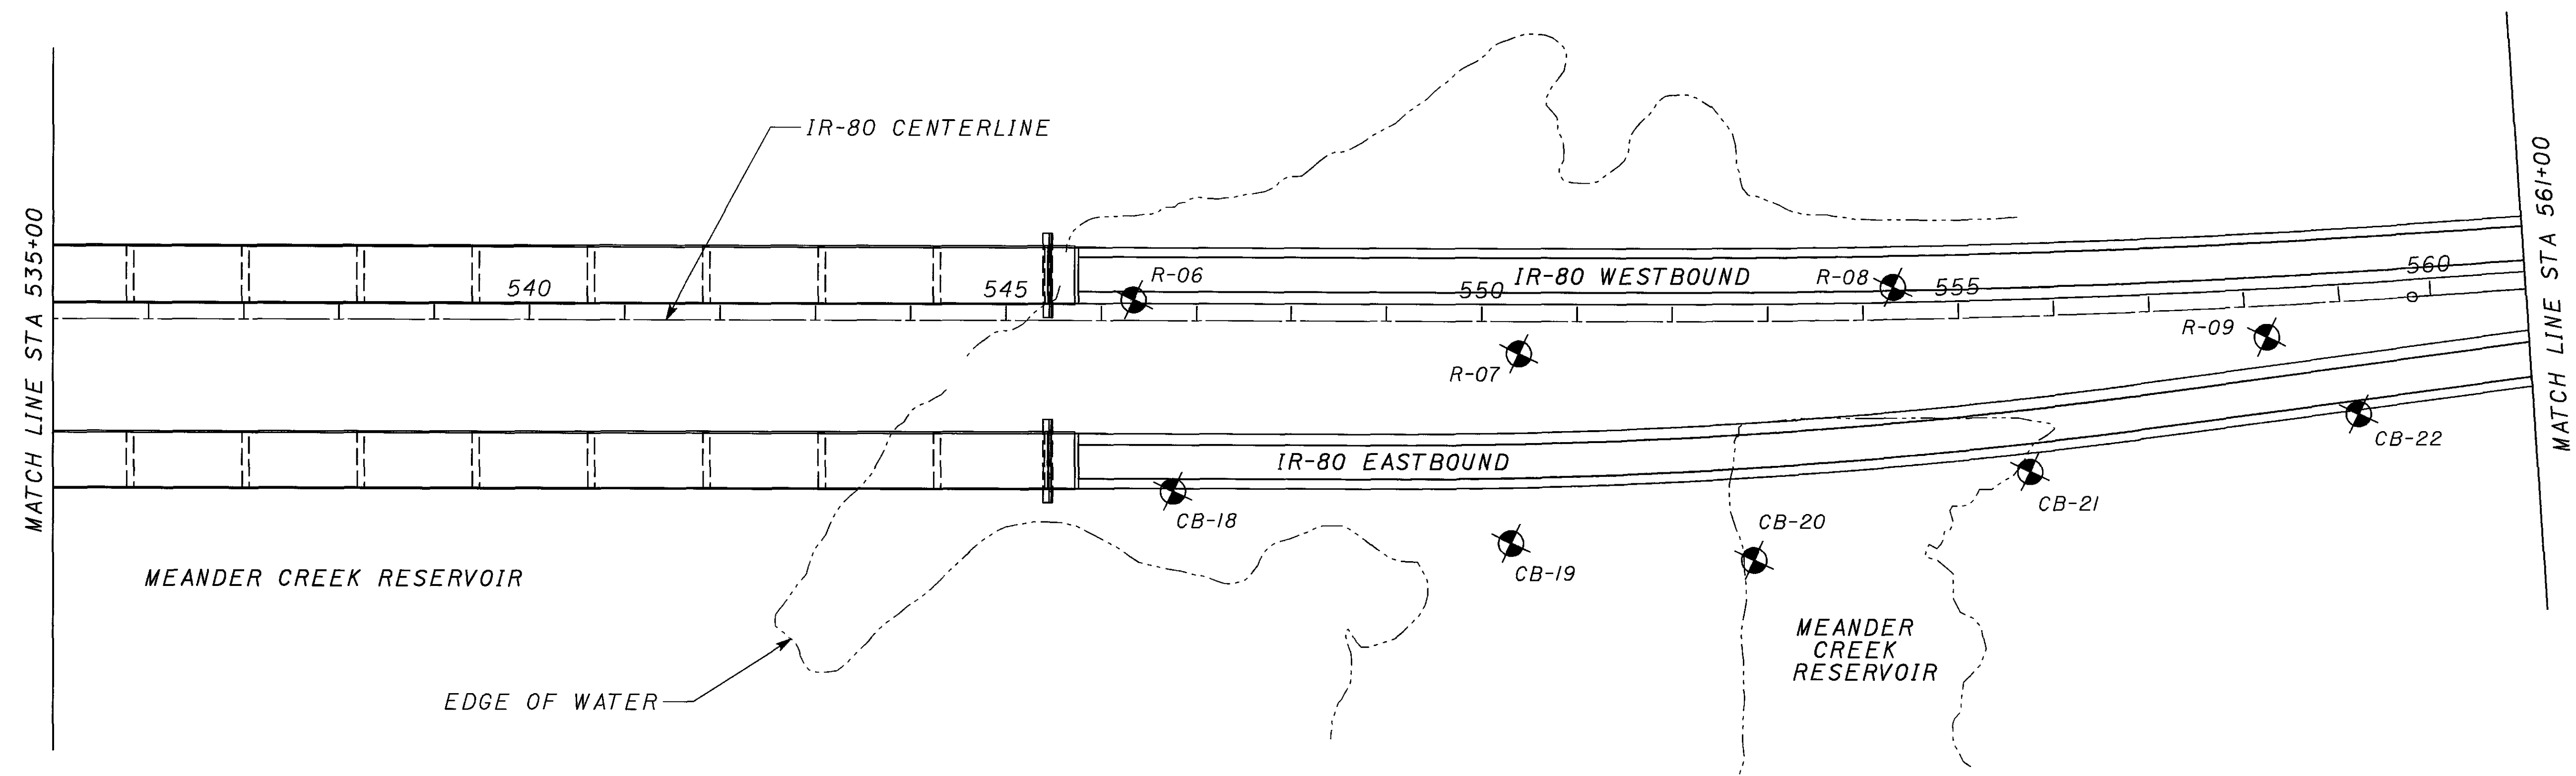 MATCH LINE STA 535+00
IR-80 CENTERLINE
540
545
R-06
550
IR-80 WESTBOUND
R-08
555
560
R-07
R-09
IR-80 EASTBOUND
CB-18
CB-19
CB-20
CB-21
CB-22
MEANDER CREEK RESERVOIR
MEANDER
CREEK
RESERVOIR
EDGE OF WATER
MATCH LINE STA 561+00